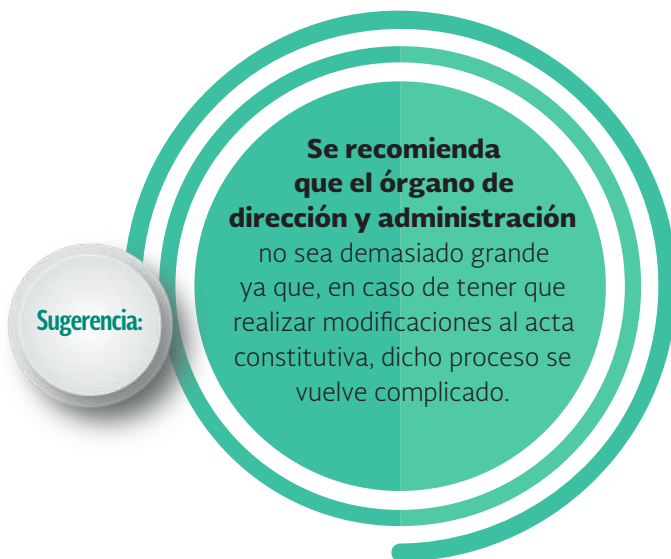 Sugerencia:
Se recomienda
que el órgano de
dirección y administración
no sea demasiado grande
ya que, en caso de tener que
realizar modificaciones al acta
constitutiva, dicho proceso se
vuelve complicado.